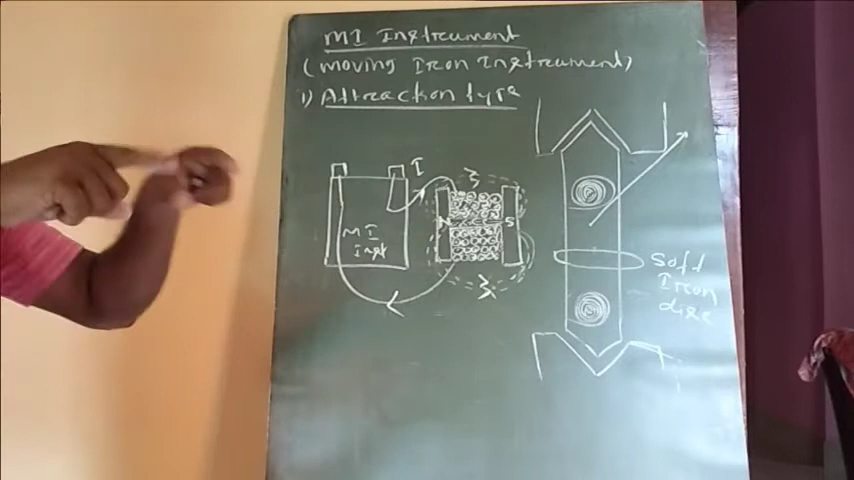 MI Instrument
(Moving Iron Instrument)
1) Attraction type
I
MI
Inst
N
S
Soft
Iron
disc